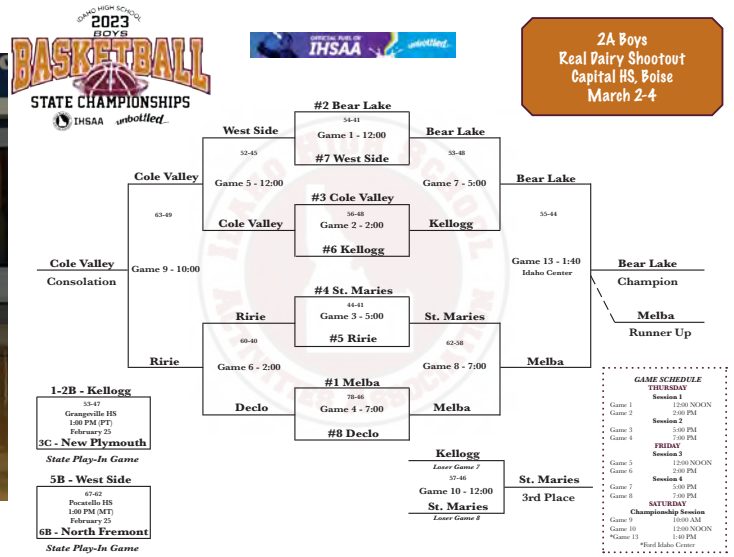 IDAHO HIGH SCHOOL
2023
BOYS
BASKETBALL
STATE CHAMPIONSHIPS
IHSAA unbottled...
OFFICIAL FUEL OF
IHSAA
unbottled...
2A Boys
Real Dairy Shootout
Capital HS, Boise
March 2-4
#2 Bear Lake
54-41
Game 1 - 12:00
#7 West Side
West Side
52-45
Game 5 - 12:00
Cole Valley
#3 Cole Valley
56-48
Game 2 - 2:00
#6 Kellogg
Bear Lake
53-48
Game 7 - 5:00
Kellogg
Cole Valley
63-49
Game 9 - 10:00
Ririe
Cole Valley
Consolation
Bear Lake
55-44
Game 13 - 1:40
Idaho Center
Melba
Bear Lake
Champion
Melba
Runner Up
#4 St. Maries
44-41
Game 3 - 5:00
#5 Ririe
Ririe
60-40
Game 6 - 2:00
Declo
#1 Melba
78-46
Game 4 - 7:00
#8 Declo
St. Maries
62-58
Game 8 - 7:00
Melba
Kellogg
Loser Game 7
57-46
Game 10 - 12:00
St. Maries
Loser Game 8
St. Maries
3rd Place
1-2B - Kellogg
53-47
Grangeville HS
1:00 PM (PT)
February 25
3C - New Plymouth
State Play-In Game
5B - West Side
67-62
Pocatello HS
1:00 PM (MT)
February 25
6B - North Fremont
State Play-In Game
GAME SCHEDULE
THURSDAY
Session 1
Game 1 12:00 NOON
Game 2 2:00 PM
Session 2
Game 3 5:00 PM
Game 4 7:00 PM
FRIDAY
Session 3
Game 5 12:00 NOON
Game 6 2:00 PM
Session 4
Game 7 5:00 PM
Game 8 7:00 PM
SATURDAY
Championship Session
Game 9 10:00 AM
Game 10 12:00 NOON
*Game 13 1:40 PM
*Ford Idaho Center
IDAHO HIGH SCHOOL
ACTIVITIES ASSOCIATION